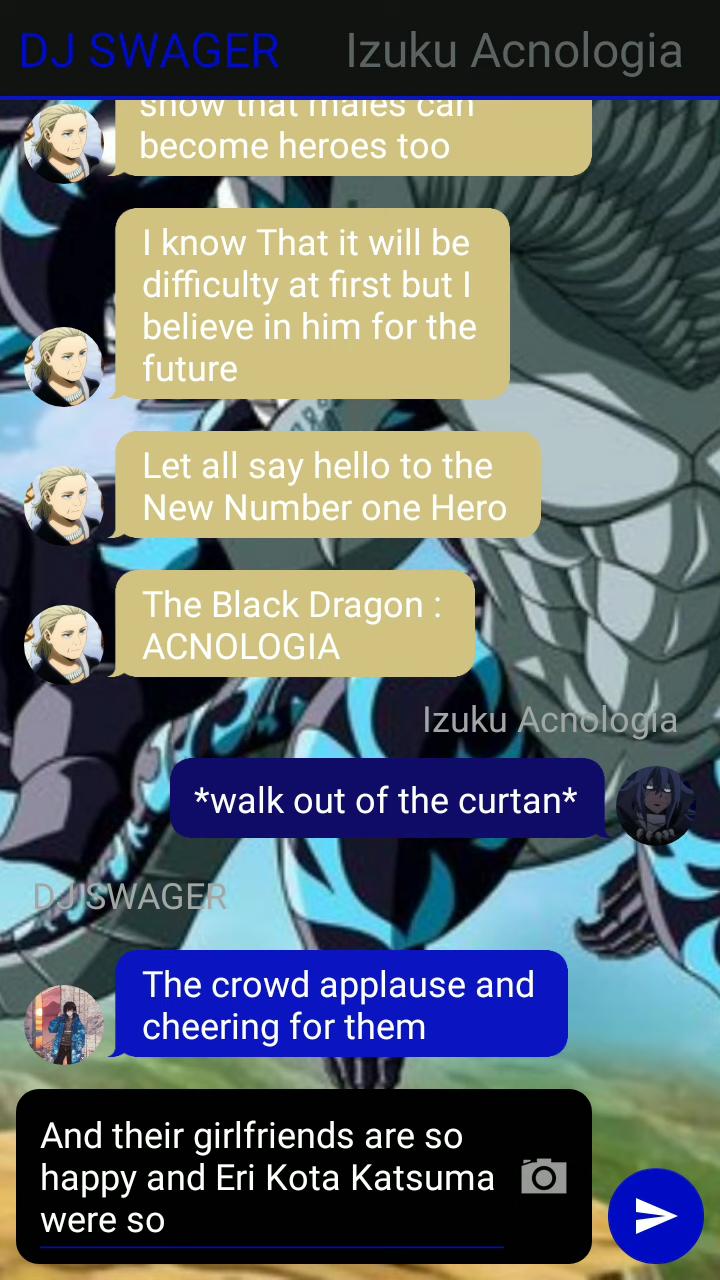 DJ SWAGER Izuku Acnologia
show that males can
become heroes too
I know That it will be
difficulty at first but I
believe in him for the
future
Let all say hello to the
New Number one Hero
The Black Dragon :
ACNOLOGIA
Izuku Acnologia
*walk out of the curtan*
DJ SWAGER
The crowd applause and
cheering for them
And their girlfriends are so
happy and Eri Kota Katsuma
were so